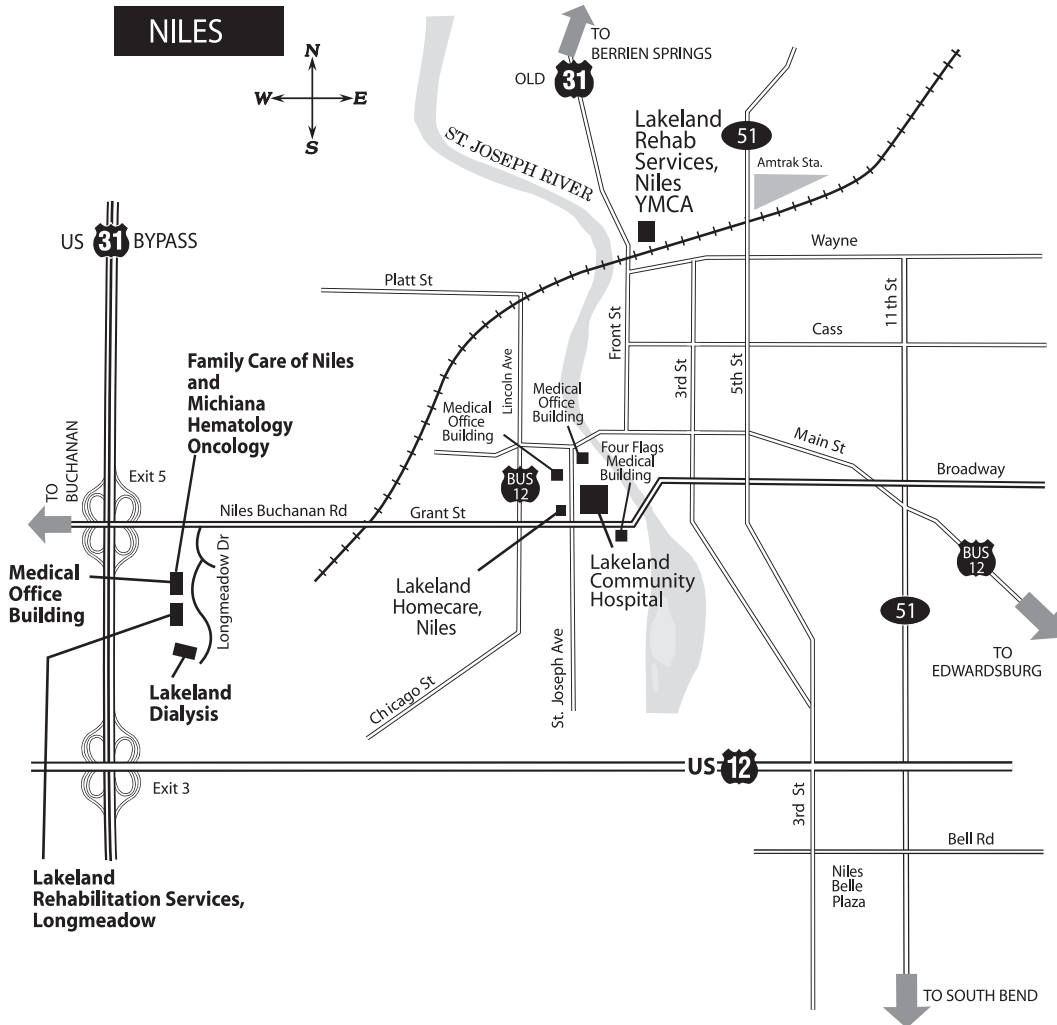 NILES
N
W
E
S
TO
BERRIEN SPRINGS
OLD
31
ST. JOSEPH RIVER
Lakeland
Rehab
Services,
Niles
YMCA
51
Amtrak Sta.
US 31 BYPASS
Wayne
Platt St
Front St
3rd St
5th St
11th St
Cass
Lincoln Ave
Family Care of Niles
and
Michiana
Hematology
Oncology
Medical
Office
Building
Medical
Office
Building
Four Flags
Medical
Building
Main St
Broadway
TO
BUCHANAN
Exit 5
BUS
12
Niles Buchanan Rd
Grant St
BUS
12
Medical
Office
Building
Longmeadow Dr
Lakeland
Homecare,
Niles
Lakeland
Community
Hospital
51
TO
EDWARDSBURG
Lakeland
Dialysis
Chicago St
St. Joseph Ave
US 12
Exit 3
3rd St
Bell Rd
Lakeland
Rehabilitation Services,
Longmeadow
Niles
Belle
Plaza
TO SOUTH BEND